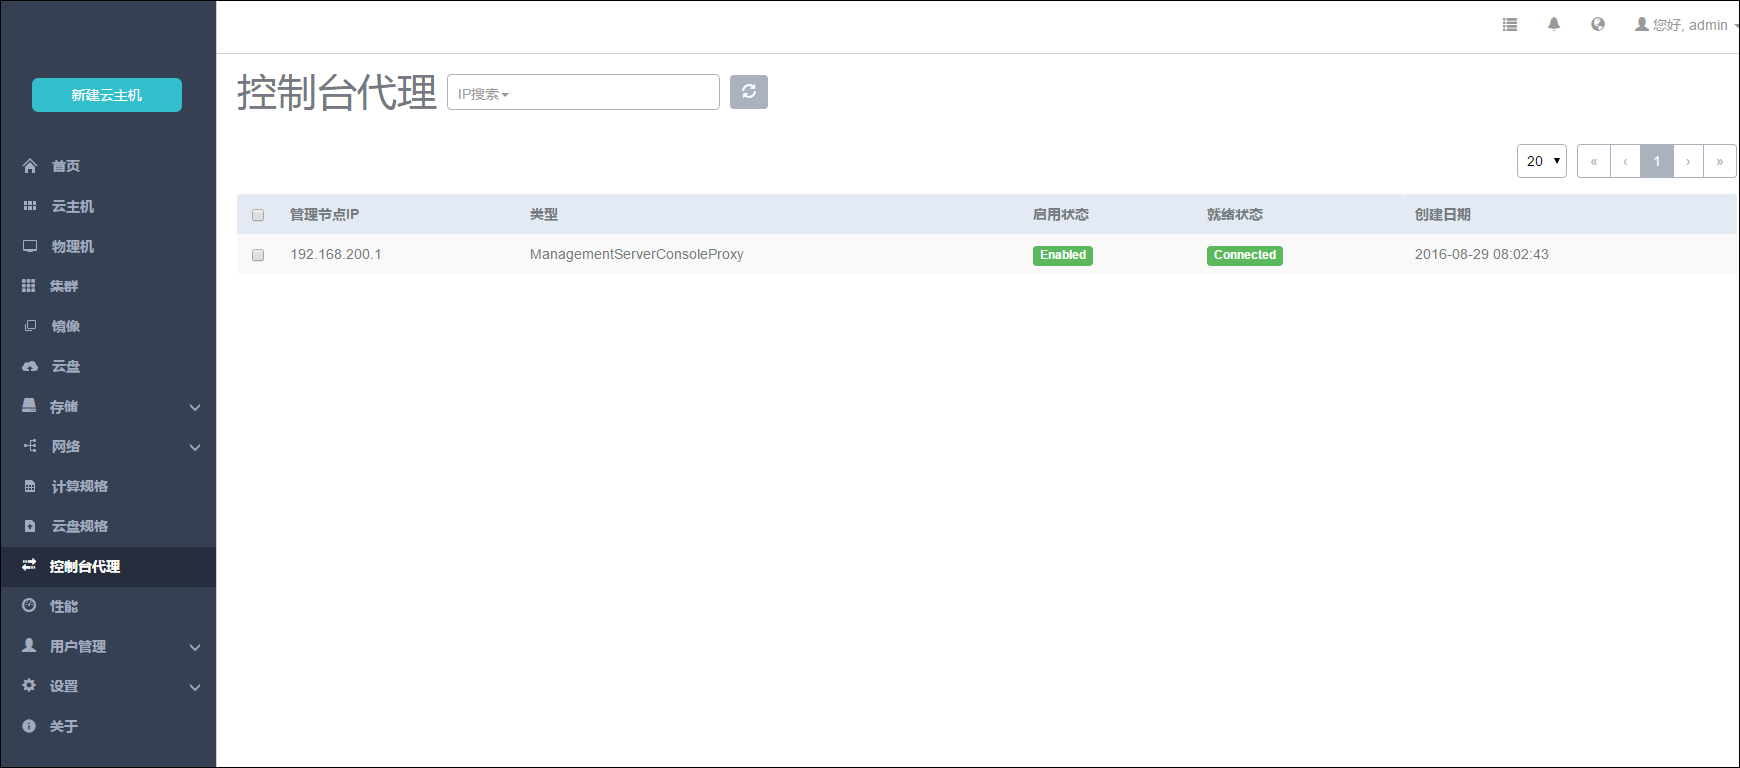 您好, admin
新建云主机
首页
云主机
物理机
集群
镜像
云盘
存储
网络
计算规格
云盘规格
控制台代理
性能
用户管理
设置
关于
控制台代理
IP搜索
20
« ‹ 1 › »
管理节点IP 类型 启用状态 就绪状态 创建日期
192.168.200.1 ManagementServerConsoleProxy Enabled Connected 2016-08-29 08:02:43